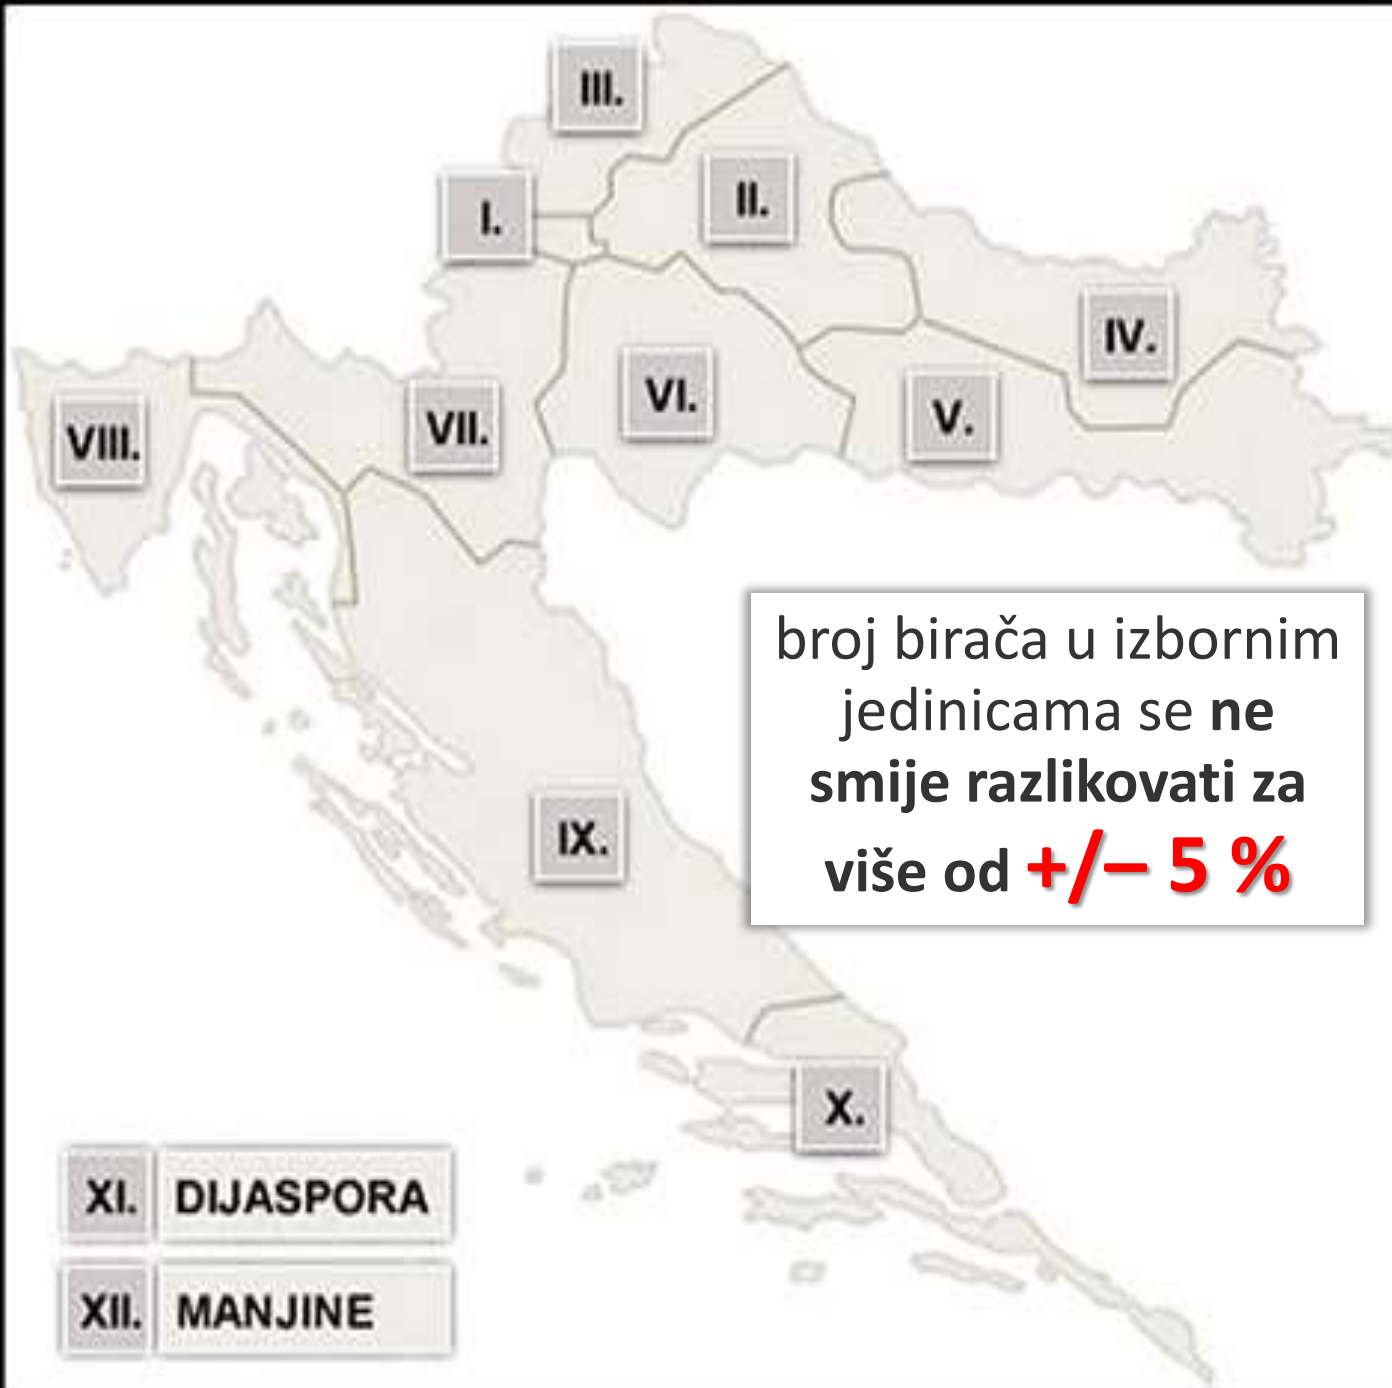 III.
I.
II.
IV.
VI.
V.
VII.
VIII.
broj birača u izbornim
jedinicama se ne
smije razlikovati za
više od +/– 5 %
IX.
X.
XI. DIJASPORA
XII. MANJINE